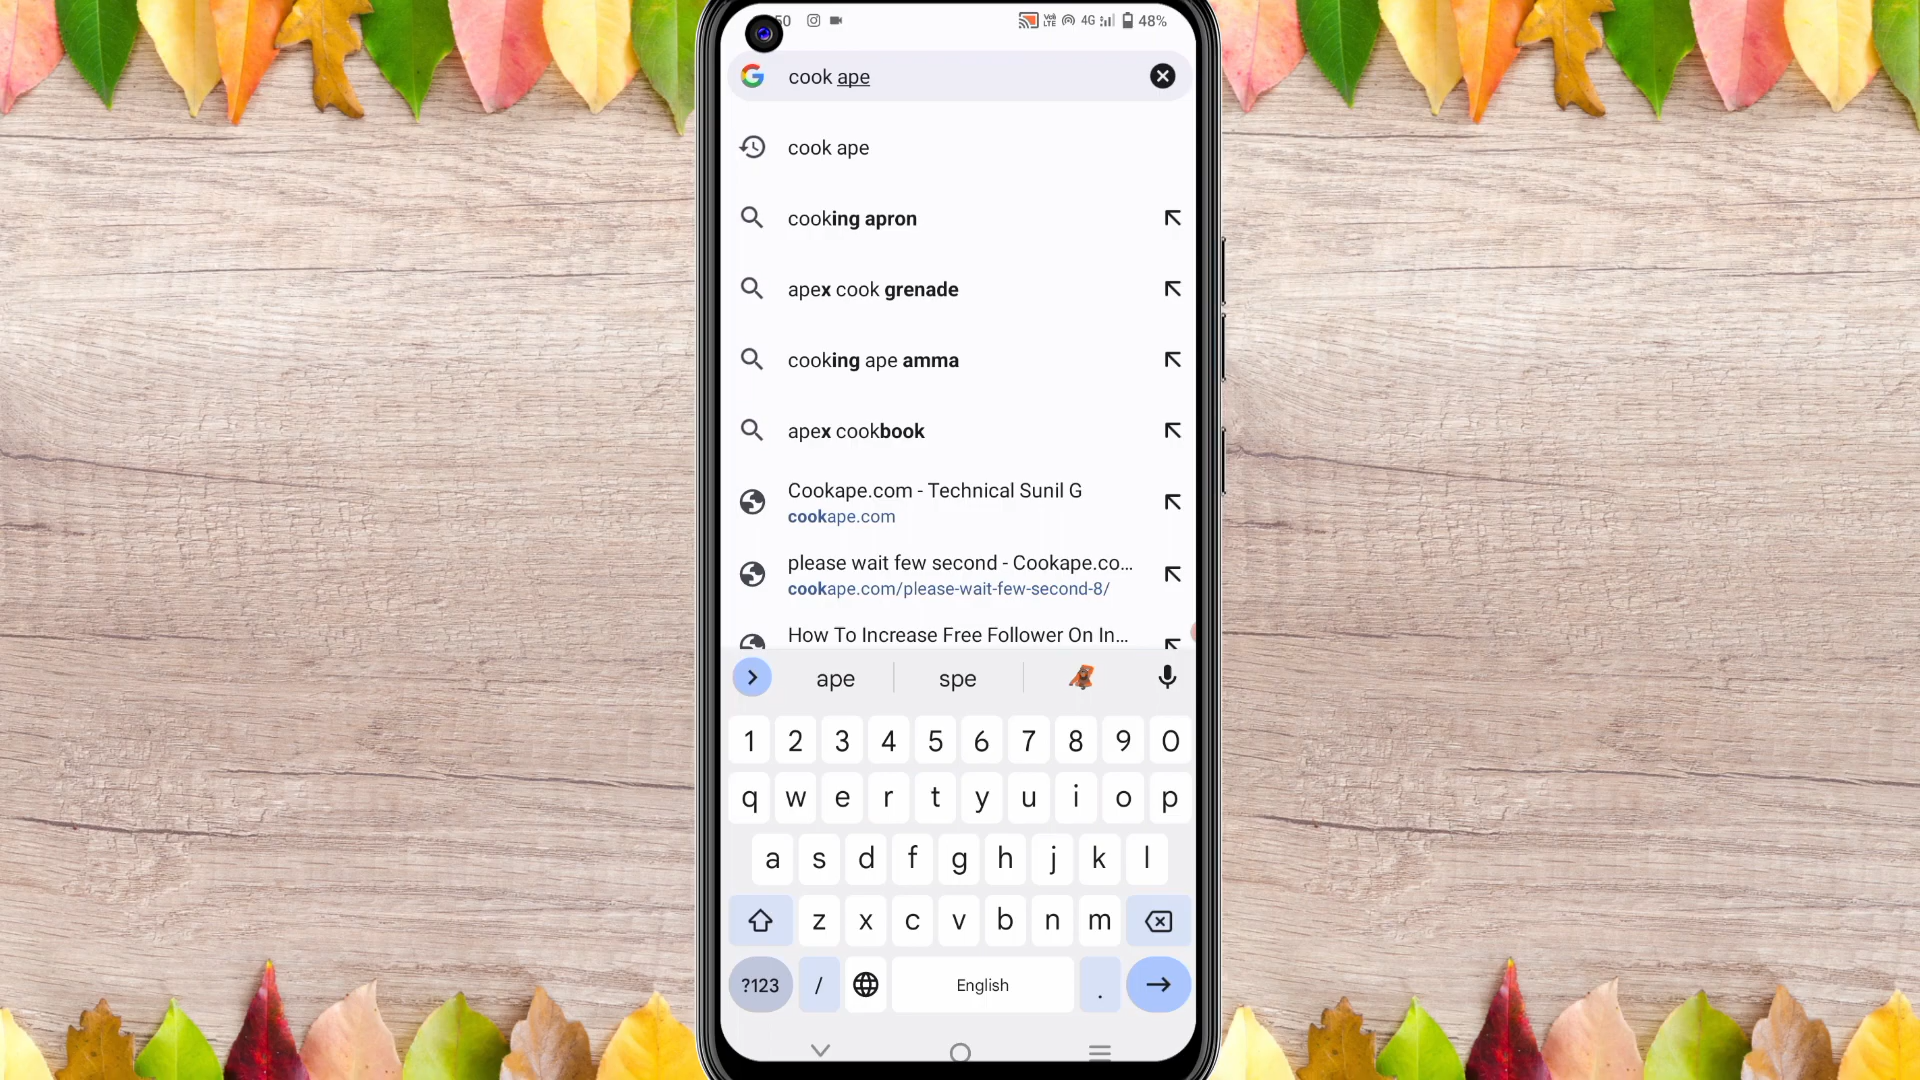 50 4G 48%
cook ape
cook ape
cooking apron
apex cook grenade
cooking ape amma
apex cookbook
Cookape.com - Technical Sunil G
cookape.com
please wait few second - Cookape.co...
cookape.com/please-wait-few-second-8/
How To Increase Free Follower On In...
ape spe
1 2 3 4 5 6 7 8 9 0
q w e r t y u i o p
a s d f g h j k l
z x c v b n m
?123 / English .